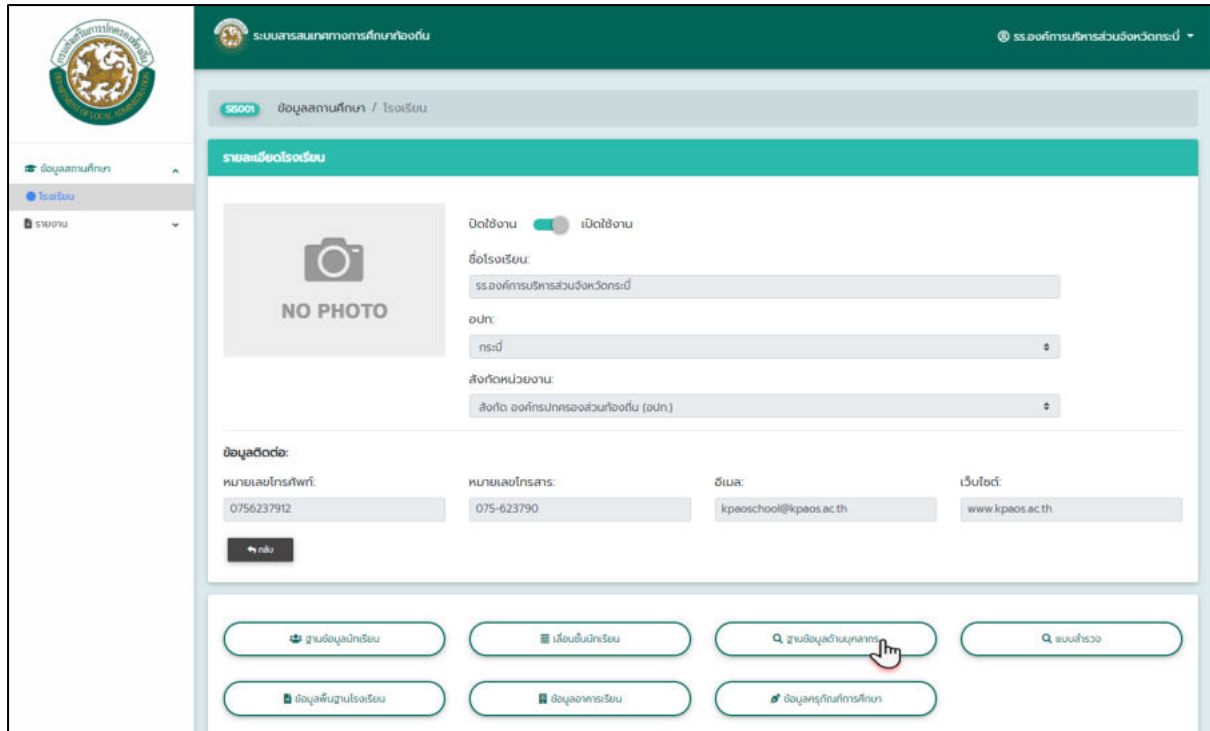 ระบบสารสนเทศทางการศึกษาท้องถิ่น
รร.องค์การบริหารส่วนจังหวัดกระบี่
DEPARTMENT OF LOCAL ADMINISTRATION
SIS001 ข้อมูลสถานศึกษา / โรงเรียน
ข้อมูลสถานศึกษา
โรงเรียน
รายงาน
รายละเอียดโรงเรียน
NO PHOTO
ปิดใช้งาน เปิดใช้งาน
ชื่อโรงเรียน:
รร.องค์การบริหารส่วนจังหวัดกระบี่
อปท:
กระบี่
สังกัดหน่วยงาน:
สังกัด องค์กรปกครองส่วนท้องถิ่น (อปท.)
ข้อมูลติดต่อ:
หมายเลขโทรศัพท์: หมายเลขโทรสาร: อีเมล: เว็บไซต์:
0756237912 075-623790 kpaoschool@kpaos.ac.th www.kpaos.ac.th
กลับ
ฐานข้อมูลนักเรียน เลื่อนชั้นนักเรียน ฐานข้อมูลด้านบุคลากร แบบสำรวจ
ข้อมูลพื้นฐานโรงเรียน ข้อมูลอาคารเรียน ข้อมูลครุภัณฑ์การศึกษา